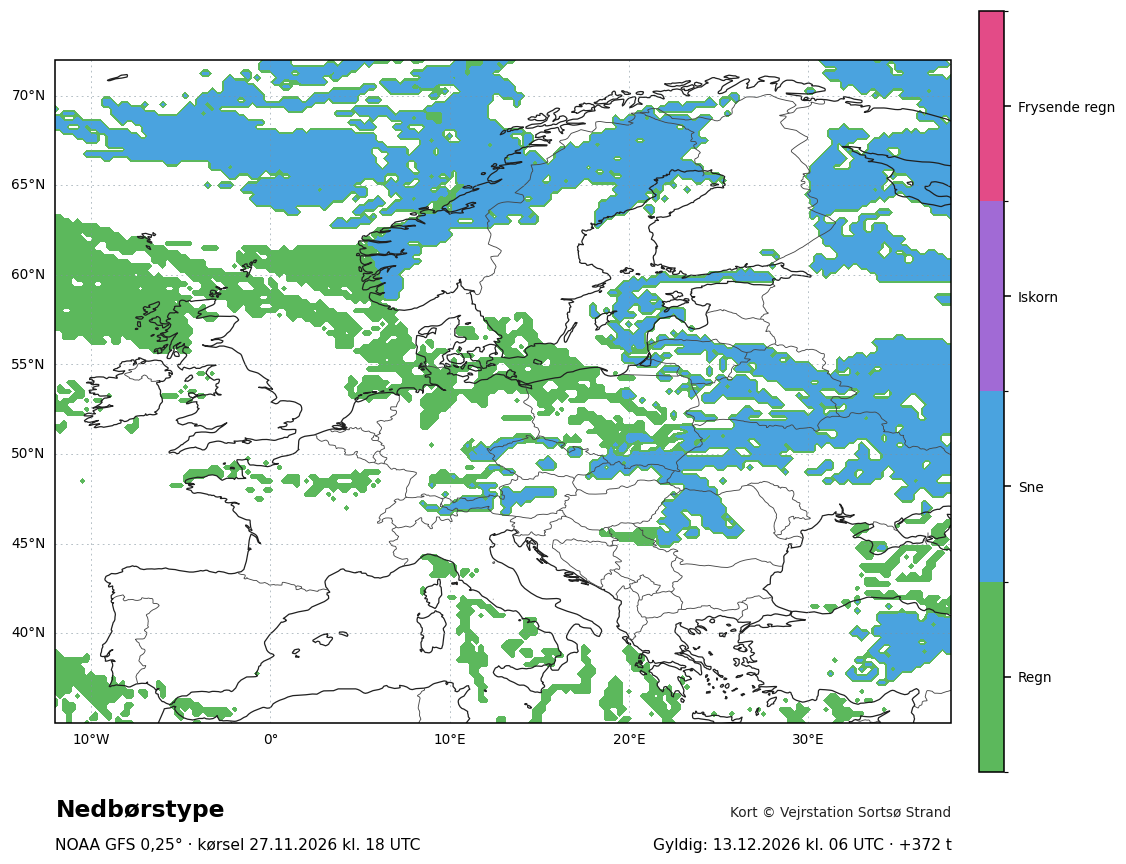 Frysende regn
Iskorn
Sne
Regn
70°N
65°N
60°N
55°N
50°N
45°N
40°N
10°W
0°
10°E
20°E
30°E
Nedbørstype
Kort © Vejrstation Sortsø Strand
NOAA GFS 0,25° · kørsel 27.11.2026 kl. 18 UTC
Gyldig: 13.12.2026 kl. 06 UTC · +372 t